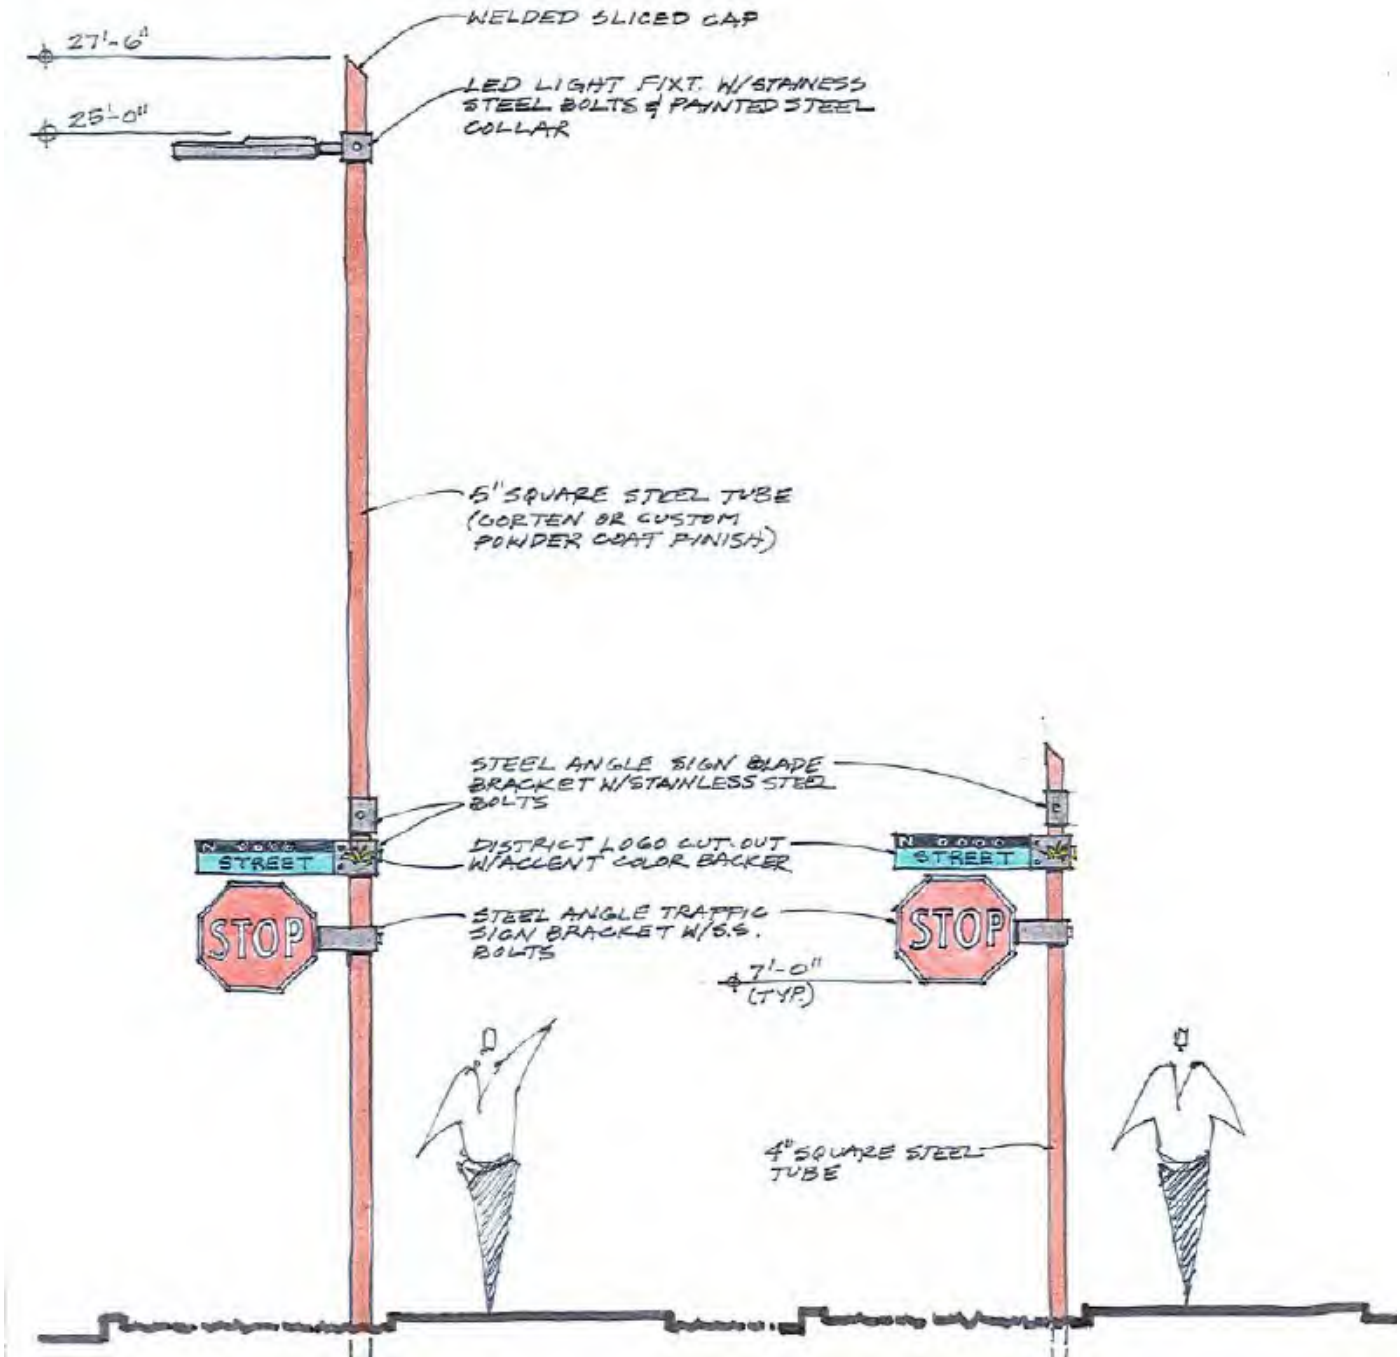 WELDED SLICED CAP
27'-6"
LED LIGHT FIXT. W/STAINESS
STEEL BOLTS & PAINTED STEEL
COLLAR
25'-0"
5" SQUARE STEEL TUBE
(CORTEN OR CUSTOM
POWDER COAT FINISH)
STEEL ANGLE SIGN BLADE
BRACKET W/STAINLESS STEEL
BOLTS
DISTRICT LOGO CUT-OUT
W/ACCENT COLOR BACKER
N 0000
STREET
N 0000
STREET
STEEL ANGLE TRAFFIC
SIGN BRACKET W/S.S.
BOLTS
STOP
STOP
7'-0"
(TYP.)
4" SQUARE STEEL
TUBE